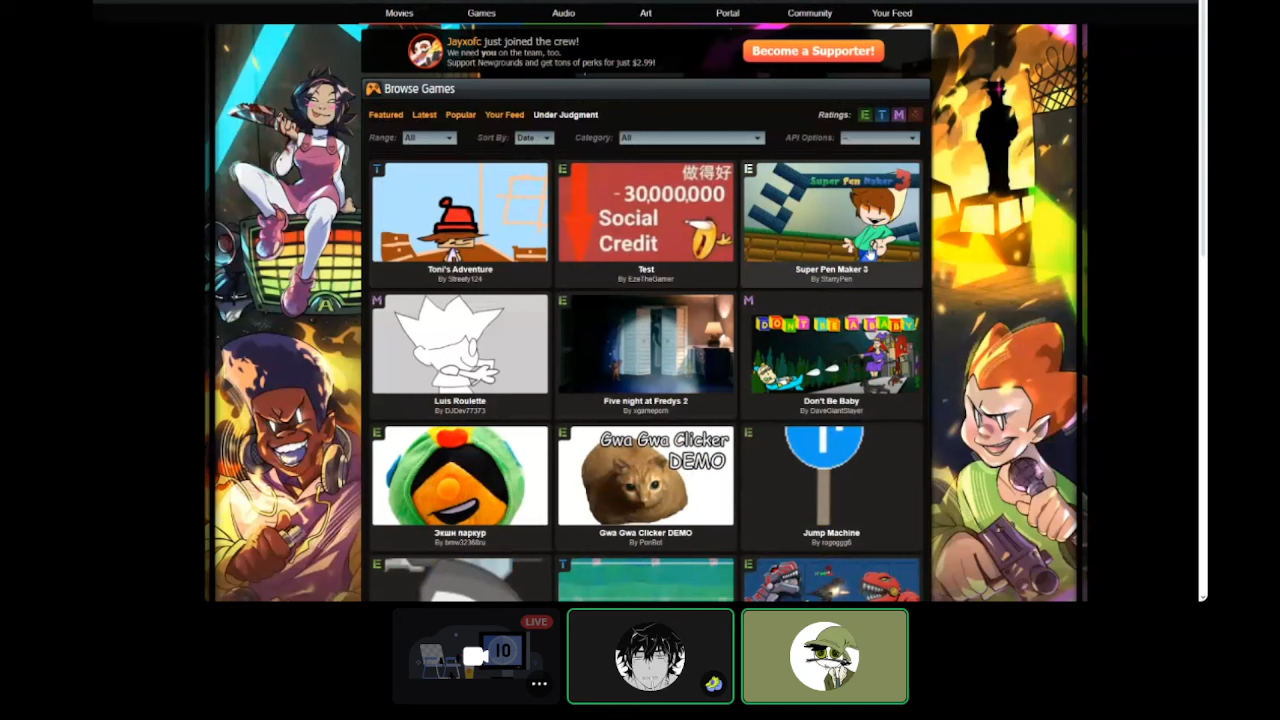 Movies Games Audio Art Portal Community Your Feed
Jayxofc just joined the crew!
We need you on the team, too.
Support Newgrounds and get tons of perks for just $2.99!
Become a Supporter!
Browse Games
Featured Latest Popular Your Feed Under Judgment
Ratings: E T M
Range: All Sort By: Date Category: All API Options: --
T
Toni's Adventure
By Streety124
E
做得好
-30,000,000
Social
Credit
Test
By EzeTheGamer
E
Super Pen Maker 3
Super Pen Maker 3
By StarryPen
M
Luis Roulette
By DJDev77373
E
Five night at Fredys 2
By xgameporn
M
DON'T BE A BABY!
Don't Be Baby
By DaveGiantSlayer
E
Экшн паркур
By bmw32368ru
E
Gwa Gwa Clicker
DEMO
Gwa Gwa Clicker DEMO
By PonBot
E
Jump Machine
By rogoggg6
E
T
E
A
LIVE
10